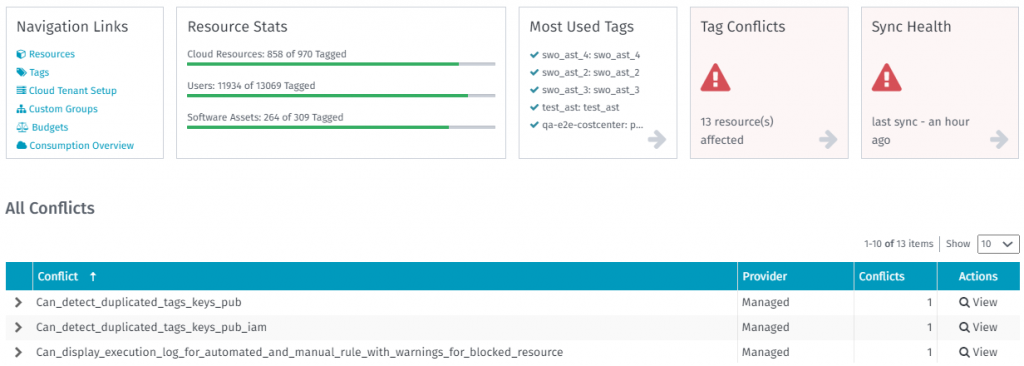 Navigation Links
Resources
Tags
Cloud Tenant Setup
Custom Groups
Budgets
Consumption Overview
Resource Stats
Cloud Resources: 858 of 970 Tagged
Users: 11934 of 13069 Tagged
Software Assets: 264 of 309 Tagged
Most Used Tags
swo_ast_4: swo_ast_4
swo_ast_2: swo_ast_2
swo_ast_3: swo_ast_3
test_ast: test_ast
qa-e2e-costcenter: p...
Tag Conflicts
13 resource(s)
affected
Sync Health
last sync - an hour
ago
All Conflicts
1-10 of 13 items Show 10
Conflict ↑ Provider Conflicts Actions
Can_detect_duplicated_tags_keys_pub Managed 1 View
Can_detect_duplicated_tags_keys_pub_iam Managed 1 View
Can_display_execution_log_for_automated_and_manual_rule_with_warnings_for_blocked_resource Managed 1 View